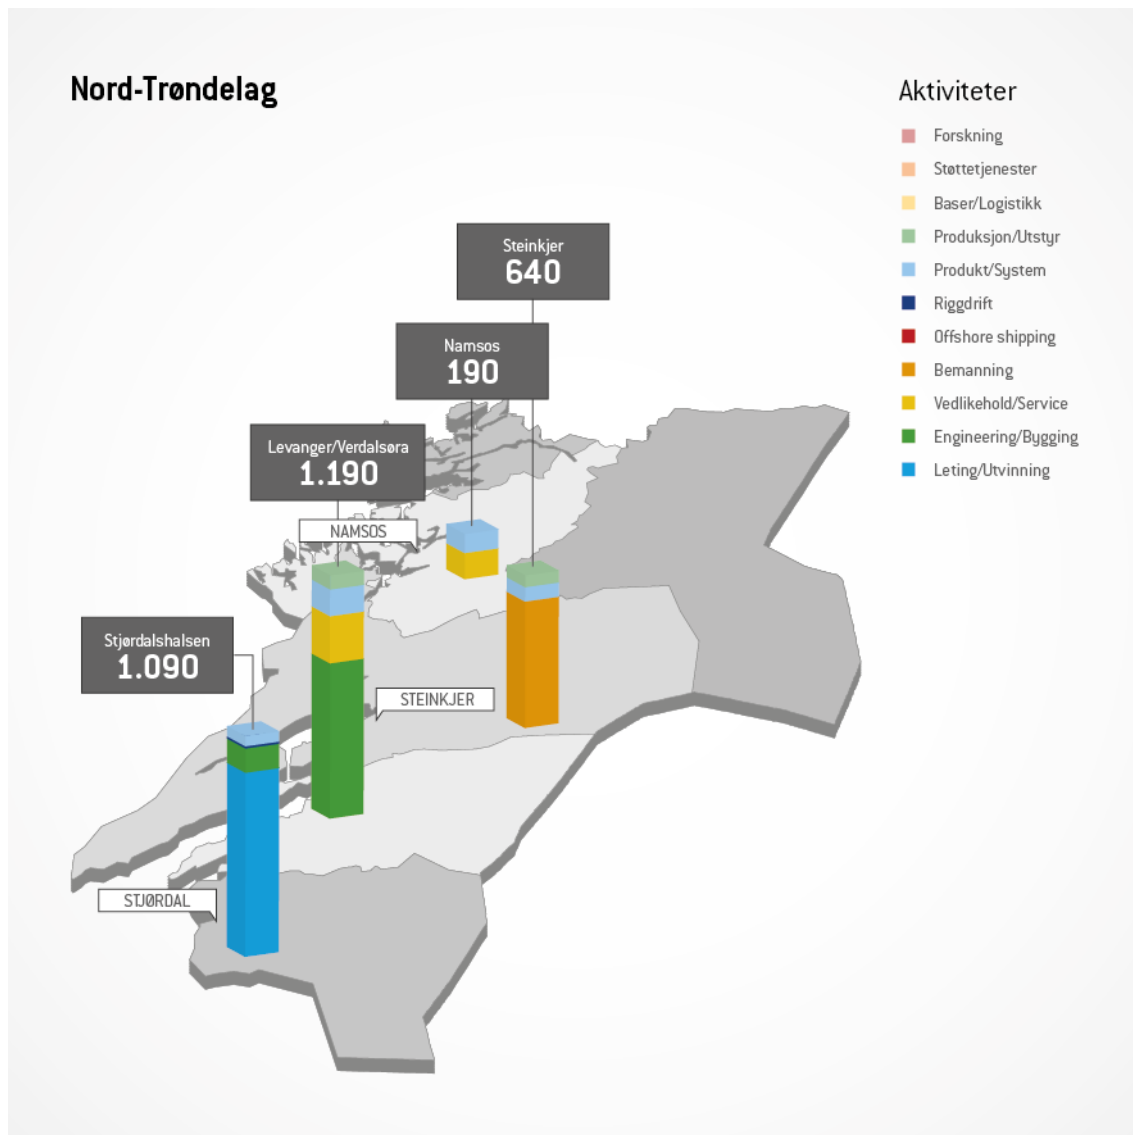 Nord-Trøndelag
Aktiviteter
Forskning
Støttetjenester
Baser/Logistikk
Produksjon/Utstyr
Produkt/System
Riggdrift
Offshore shipping
Bemanning
Vedlikehold/Service
Engineering/Bygging
Leting/Utvinning
Steinkjer
640
Namsos
190
Levanger/Verdalsøra
1.190
NAMSOS
Stjørdalshalsen
1.090
STEINKJER
STJØRDAL